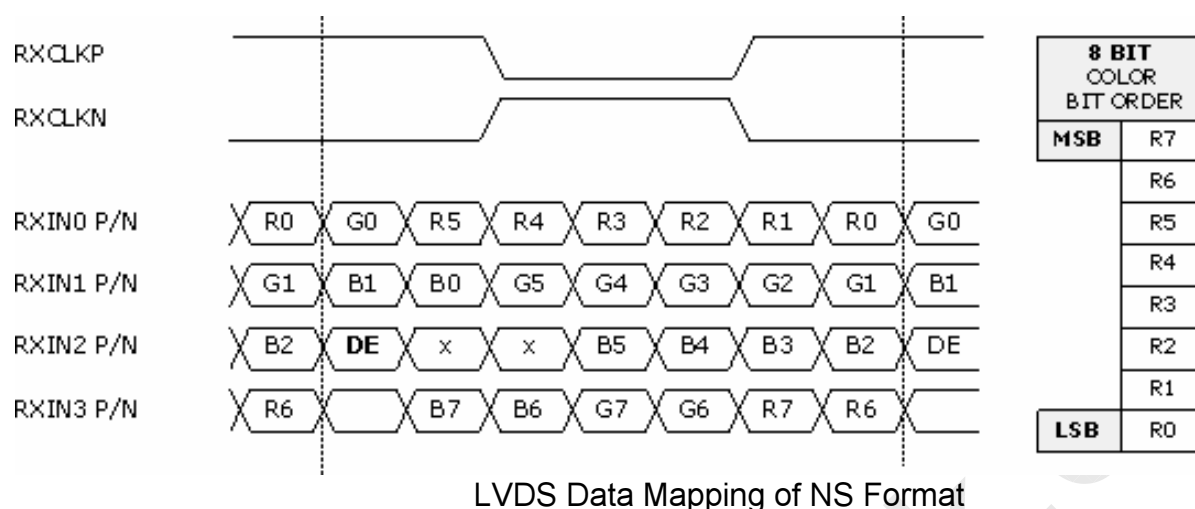 RXCLKP
RXCLKN
RXIN0 P/N R0 G0 R5 R4 R3 R2 R1 R0 G0
RXIN1 P/N G1 B1 B0 G5 G4 G3 G2 G1 B1
RXIN2 P/N B2 DE x x B5 B4 B3 B2 DE
RXIN3 P/N R6 B7 B6 G7 G6 R7 R6
8 BIT
COLOR
BIT ORDER
MSB R7
R6
R5
R4
R3
R2
R1
LSB R0
LVDS Data Mapping of NS Format